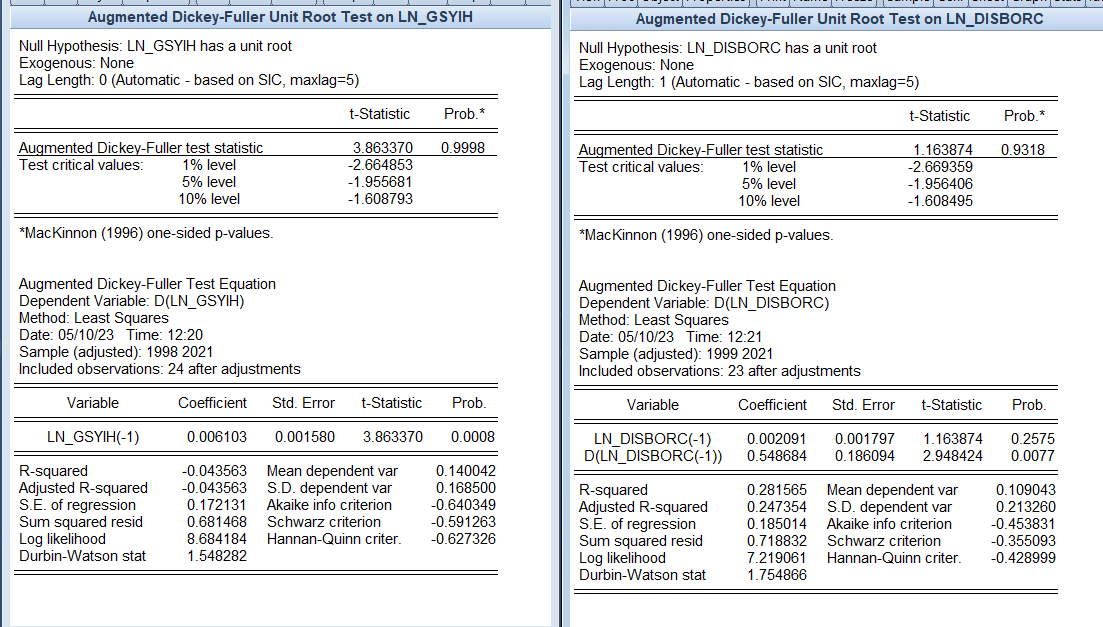 Augmented Dickey-Fuller Unit Root Test on LN_GSYIH
Null Hypothesis: LN_GSYIH has a unit root
Exogenous: None
Lag Length: 0 (Automatic - based on SIC, maxlag=5)
t-Statistic Prob.*
Augmented Dickey-Fuller test statistic 3.863370 0.9998
Test critical values: 1% level -2.664853
5% level -1.955681
10% level -1.608793
*MacKinnon (1996) one-sided p-values.
Augmented Dickey-Fuller Test Equation
Dependent Variable: D(LN_GSYIH)
Method: Least Squares
Date: 05/10/23 Time: 12:20
Sample (adjusted): 1998 2021
Included observations: 24 after adjustments
Variable Coefficient Std. Error t-Statistic Prob.
LN_GSYIH(-1) 0.006103 0.001580 3.863370 0.0008
R-squared -0.043563 Mean dependent var 0.140042
Adjusted R-squared -0.043563 S.D. dependent var 0.168500
S.E. of regression 0.172131 Akaike info criterion -0.640349
Sum squared resid 0.681468 Schwarz criterion -0.591263
Log likelihood 8.684184 Hannan-Quinn criter. -0.627326
Durbin-Watson stat 1.548282
Augmented Dickey-Fuller Unit Root Test on LN_DISBORC
Null Hypothesis: LN_DISBORC has a unit root
Exogenous: None
Lag Length: 1 (Automatic - based on SIC, maxlag=5)
t-Statistic Prob.*
Augmented Dickey-Fuller test statistic 1.163874 0.9318
Test critical values: 1% level -2.669359
5% level -1.956406
10% level -1.608495
*MacKinnon (1996) one-sided p-values.
Augmented Dickey-Fuller Test Equation
Dependent Variable: D(LN_DISBORC)
Method: Least Squares
Date: 05/10/23 Time: 12:21
Sample (adjusted): 1999 2021
Included observations: 23 after adjustments
Variable Coefficient Std. Error t-Statistic Prob.
LN_DISBORC(-1) 0.002091 0.001797 1.163874 0.2575
D(LN_DISBORC(-1)) 0.548684 0.186094 2.948424 0.0077
R-squared 0.281565 Mean dependent var 0.109043
Adjusted R-squared 0.247354 S.D. dependent var 0.213260
S.E. of regression 0.185014 Akaike info criterion -0.453831
Sum squared resid 0.718832 Schwarz criterion -0.355093
Log likelihood 7.219061 Hannan-Quinn criter. -0.428999
Durbin-Watson stat 1.754866